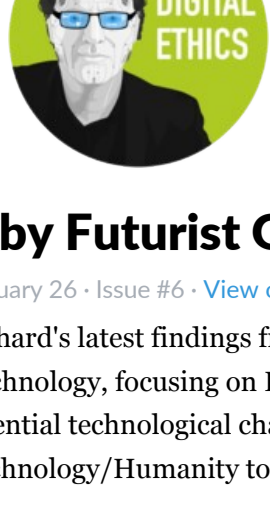 DIGITAL
ETHICS
by Futurist
uary 26 · Issue #6 · View
hard's latest findings
chnology, focusing on
ential technological
chnology/Humanity to